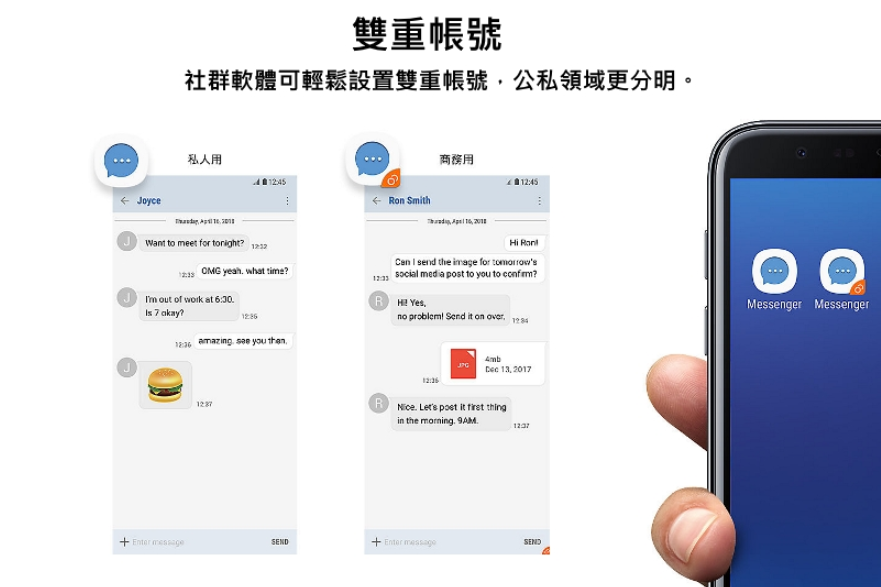 雙重帳號
社群軟體可輕鬆設置雙重帳號，公私領域更分明。
私人用
12:45
Joyce
Thursday, April 16, 2018
J
Want to meet for tonight?
12:32
OMG yeah. what time?
12:33
J
I'm out of work at 6:30.
Is 7 okay?
12:35
amazing. see you then.
12:36
J
12:37
Enter message
SEND
商務用
12:45
Ron Smith
Thursday, April 16, 2018
Hi Ron!
Can I send the image for tomorrow's
social media post to you to confirm?
12:33
R
Hi! Yes,
no problem! Send it on over.
12:34
JPG
4mb
Dec 13, 2017
12:35
R
Nice. Let's post it first thing
in the morning. 9AM.
12:37
Enter message
SEND
Messenger
Messenger